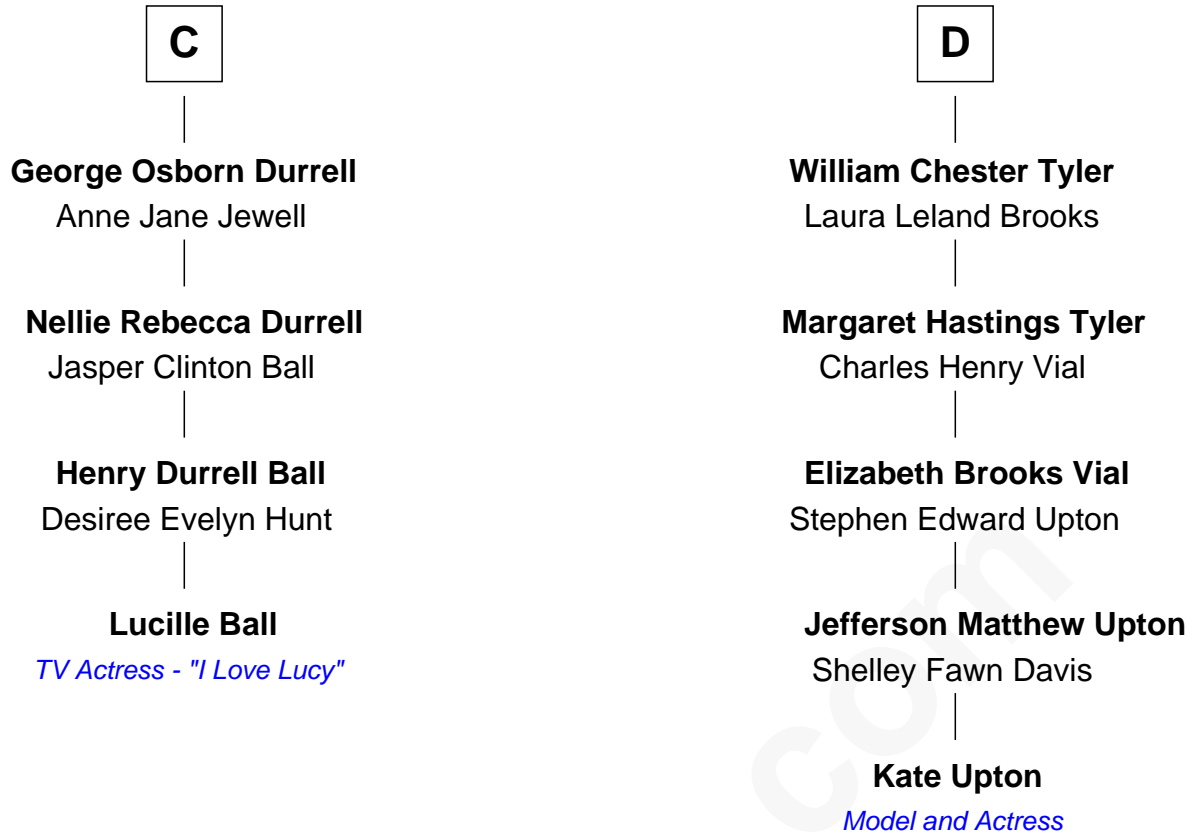 C
George Osborn Durrell
Anne Jane Jewell
Nellie Rebecca Durrell
Jasper Clinton Ball
Henry Durrell Ball
Desiree Evelyn Hunt
Lucille Ball
TV Actress - "I Love Lucy"
D
William Chester Tyler
Laura Leland Brooks
Margaret Hastings Tyler
Charles Henry Vial
Elizabeth Brooks Vial
Stephen Edward Upton
Jefferson Matthew Upton
Shelley Fawn Davis
Kate Upton
Model and Actress
com